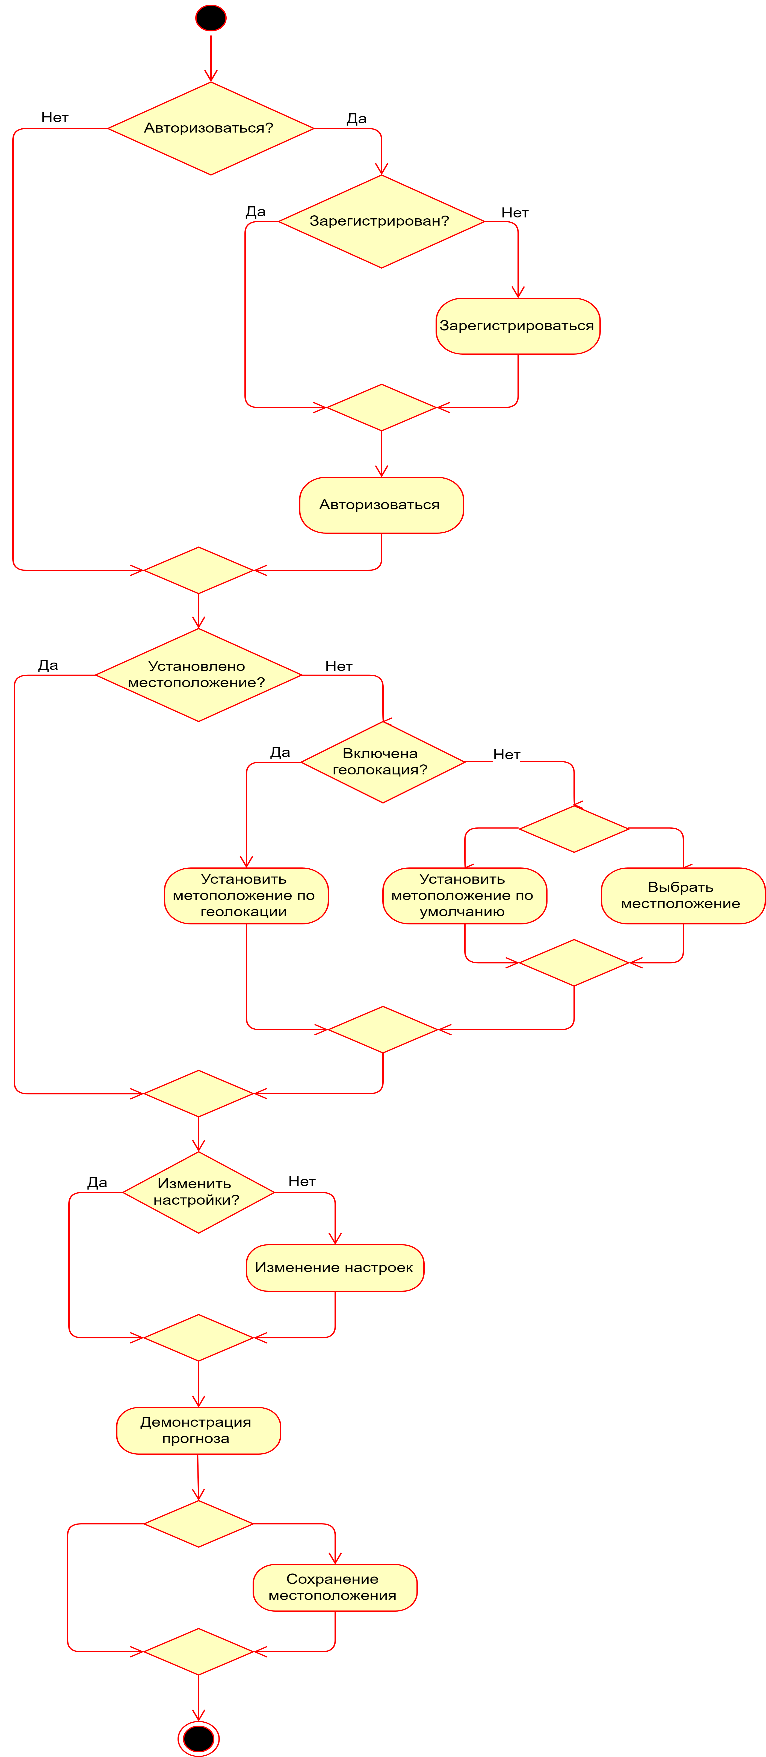 Авторизоваться?
Нет
Да
Зарегистрирован?
Да
Нет
Зарегистрироваться
Авторизоваться
Установлено
местоположение?
Да
Нет
Включена
геолокация?
Да
Нет
Установить
метоположение по
геолокации
Установить
метоположение по
умолчанию
Выбрать
местположение
Изменить
настройки?
Да
Нет
Изменение настроек
Демонстрация
прогноза
Сохранение
местоположения